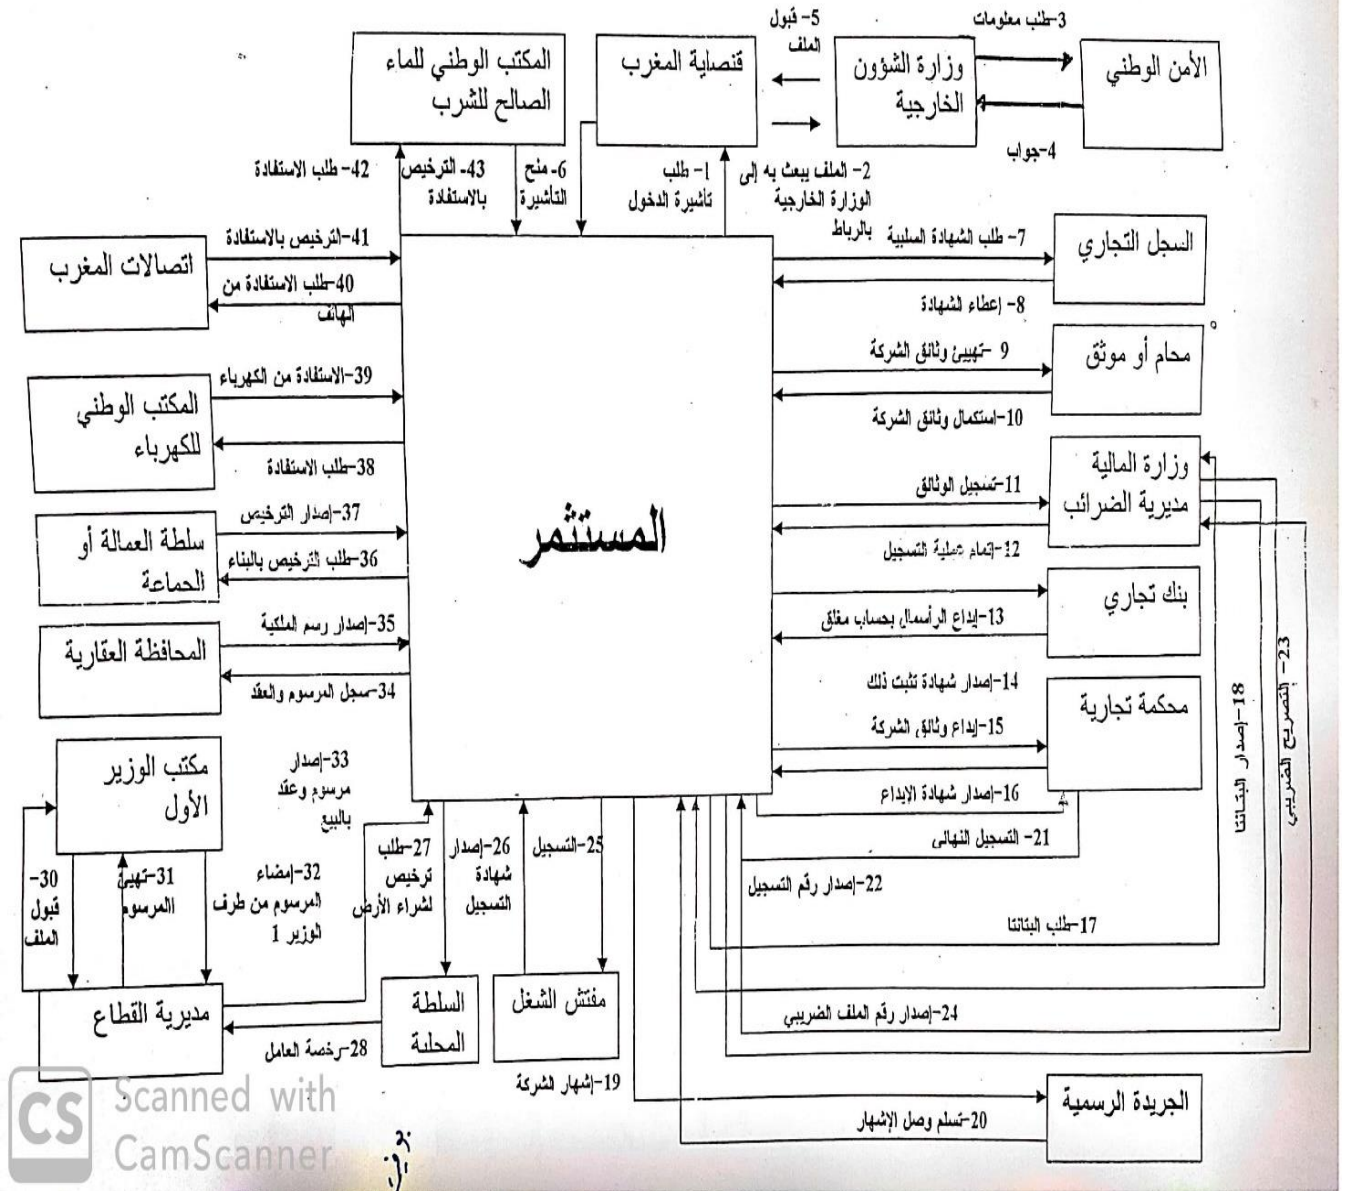 3-طلب معلومات
5- قبول
الملف
الأمن الوطني
وزارة الشؤون
الخارجية
قنصلية المغرب
المكتب الوطني للماء
الصالح للشرب
4-جواب
2- الملف يبعث به إلى
الوزارة الخارجية
بالرباط
1- طلب
تأشيرة الدخول
6- منح
التأشيرة
43- الترخيص
بالاستفادة
42- طلب الاستفادة
السجل التجاري
7- طلب الشهادة السلبية
8- إعطاء الشهادة
محام أو موثق
9 -تهيئ وثائق الشركة
10-استكمال وثائق الشركة
وزارة المالية
مديرية الضرائب
11-تسجيل الوثائق
12-إتمام عملية التسجيل
بنك تجاري
13-إيداع الرأسمال بحساب مغلق
14-إصدار شهادة تثبت ذلك
محكمة تجارية
15-إيداع وثائق الشركة
16-إصدار شهادة الإيداع
21- التسجيل النهائي
22-إصدار رقم التسجيل
17-طلب البتانتا
18-إصدار البتانتا
23- التصريح الضريبي
24-إصدار رقم الملف الضريبي
الجريدة الرسمية
19-إشهار الشركة
20-تسلم وصل الإشهار
المستثمر
41-الترخيص بالاستفادة
اتصالات المغرب
40-طلب الاستفادة من
الهاتف
39-الاستفادة من الكهرباء
المكتب الوطني
للكهرباء
38-طلب الاستفادة
37-إصدار الترخيص
سلطة العمالة أو
الجماعة
36-طلب الترخيص بالبناء
35-إصدار رسم الملكية
المحافظة العقارية
34-سجل المرسوم والعقد
مكتب الوزير
الأول
33-إصدار
مرسوم وعقد
بالبيع
32-إمضاء
المرسوم من طرف
الوزير 1
31-تهيئ
المرسوم
30-
قبول
الملف
27-طلب
ترخيص
لشراء الأرض
26-إصدار
شهادة
التسجيل
25-التسجيل
مديرية القطاع
28-رخصة العامل
السلطة
المحلية
مفتش الشغل
CS
Scanned with
CamScanner